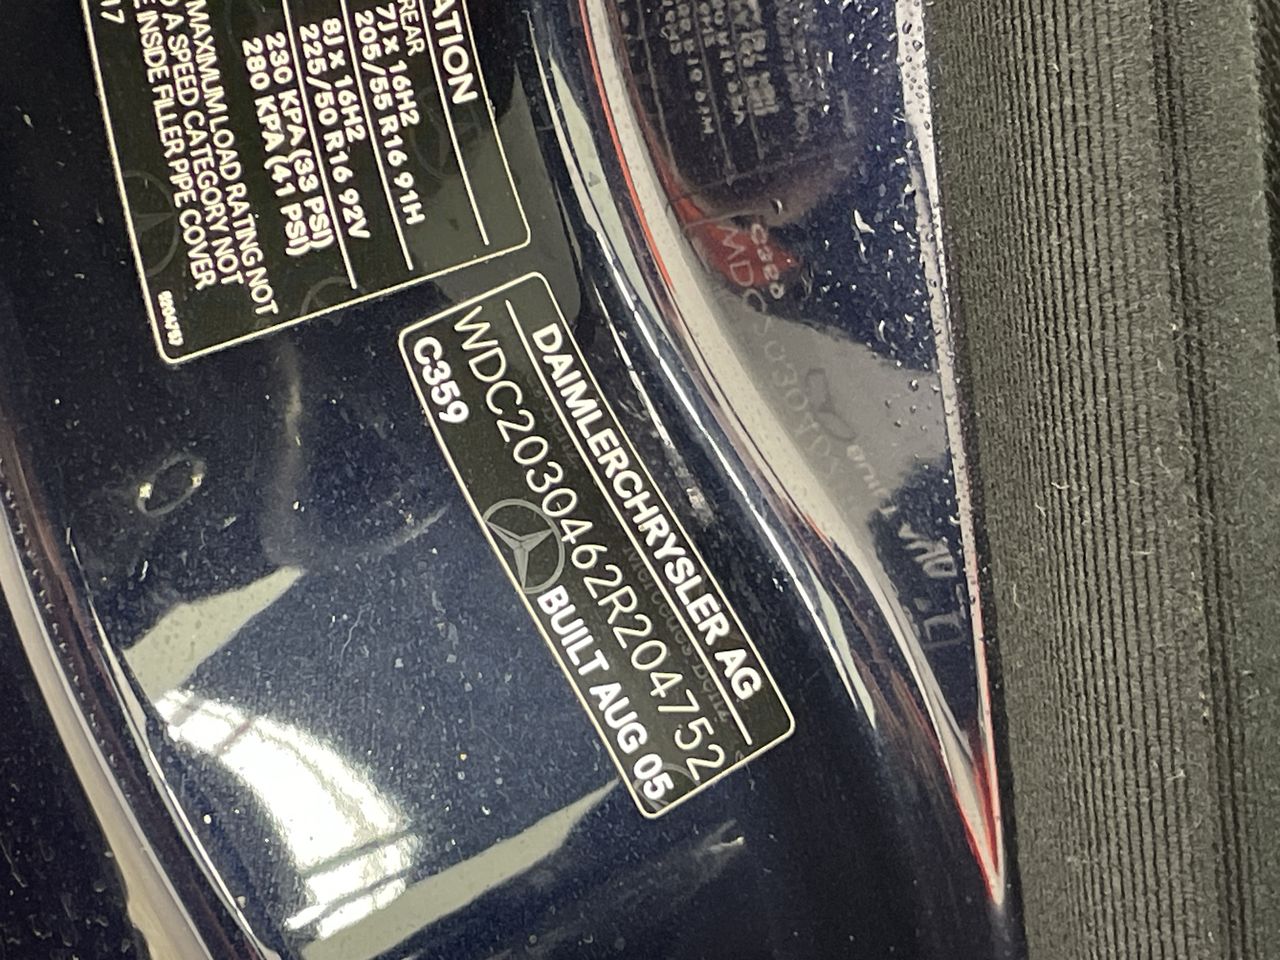 ATION
REAR
7J x 16H2
205/55 R16 91H
8J x 16H2
225/50 R16 92V
230 KPA (33 PSI)
280 KPA (41 PSI)
MAXIMUM LOAD RATING NOT
A SPEED CATEGORY NOT
INSIDE FILLER PIPE COVER
17
DAIMLERCHRYSLER AG
WDC2030462R204752
C359
BUILT AUG 05